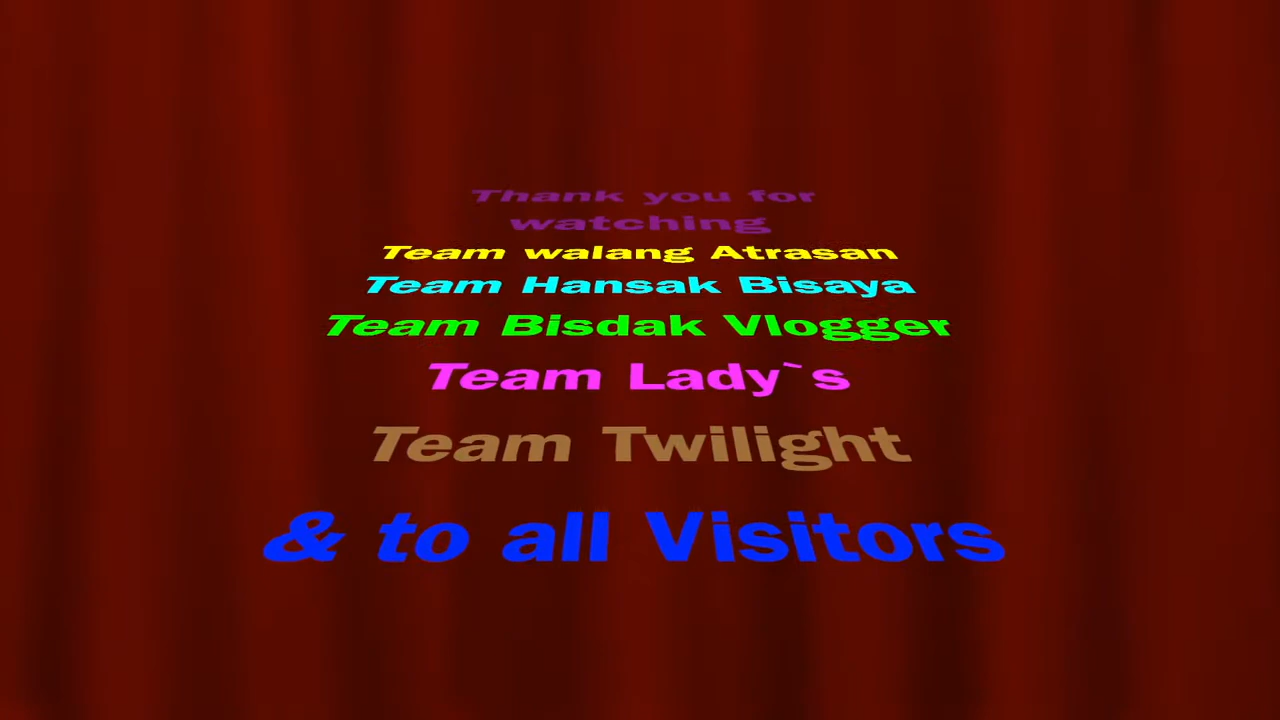 Thank you for
watching
Team walang Atrasan
Team Hansak Bisaya
Team Bisdak Vlogger
Team Lady`s
Team Twilight
& to all Visitors